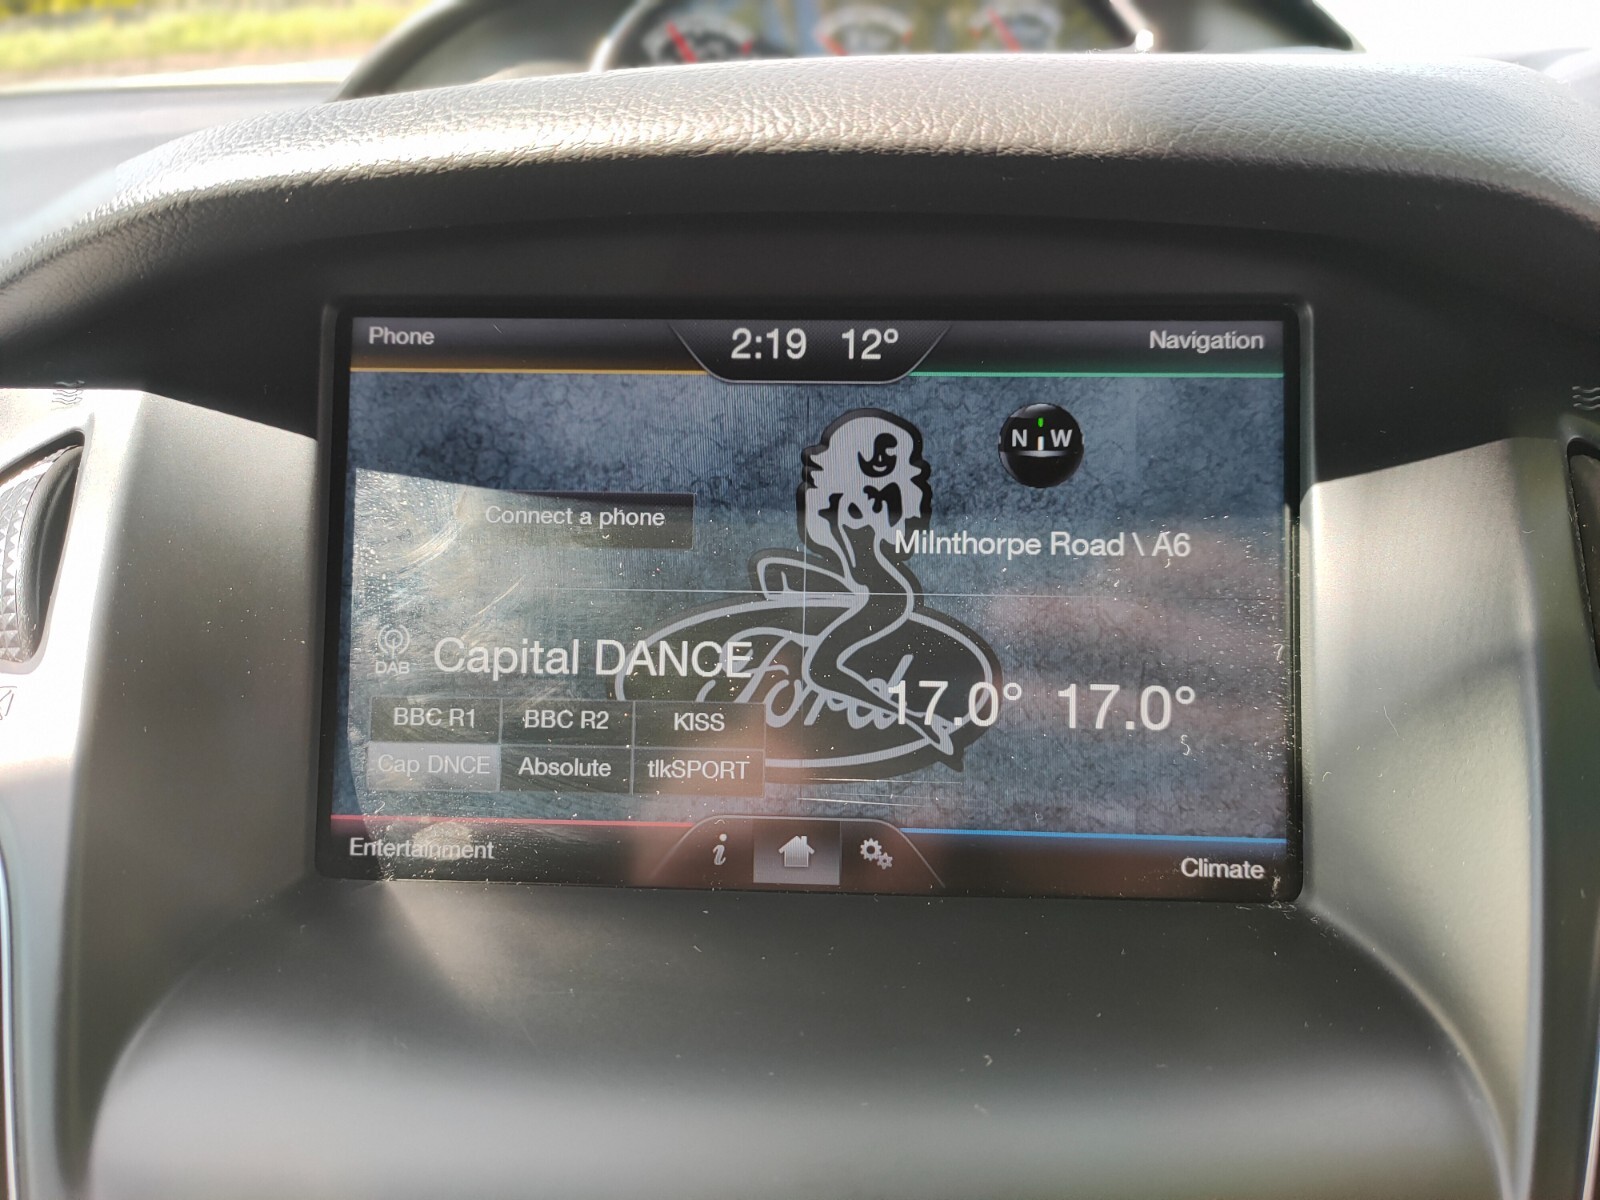 Phone
2:19 12°
Navigation
N W
Connect a phone
Milnthorpe Road \ A6
DAB
Capital DANCE
Ford
17.0° 17.0°
BBC R1 BBC R2 KISS
Cap DNCE Absolute tlkSPORT
Entertainment
i
Climate